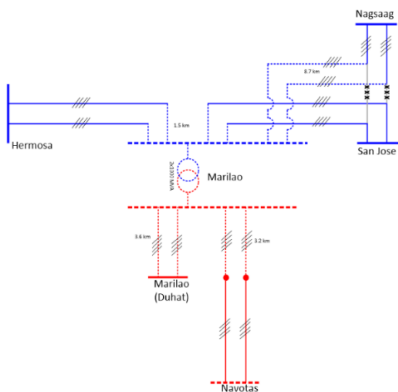 Nagsaag
8.7 km
1.5 km
Hermosa
San Jose
Marilao
3.6 km
3.2 km
Marilao
(Duhat)
Navotas